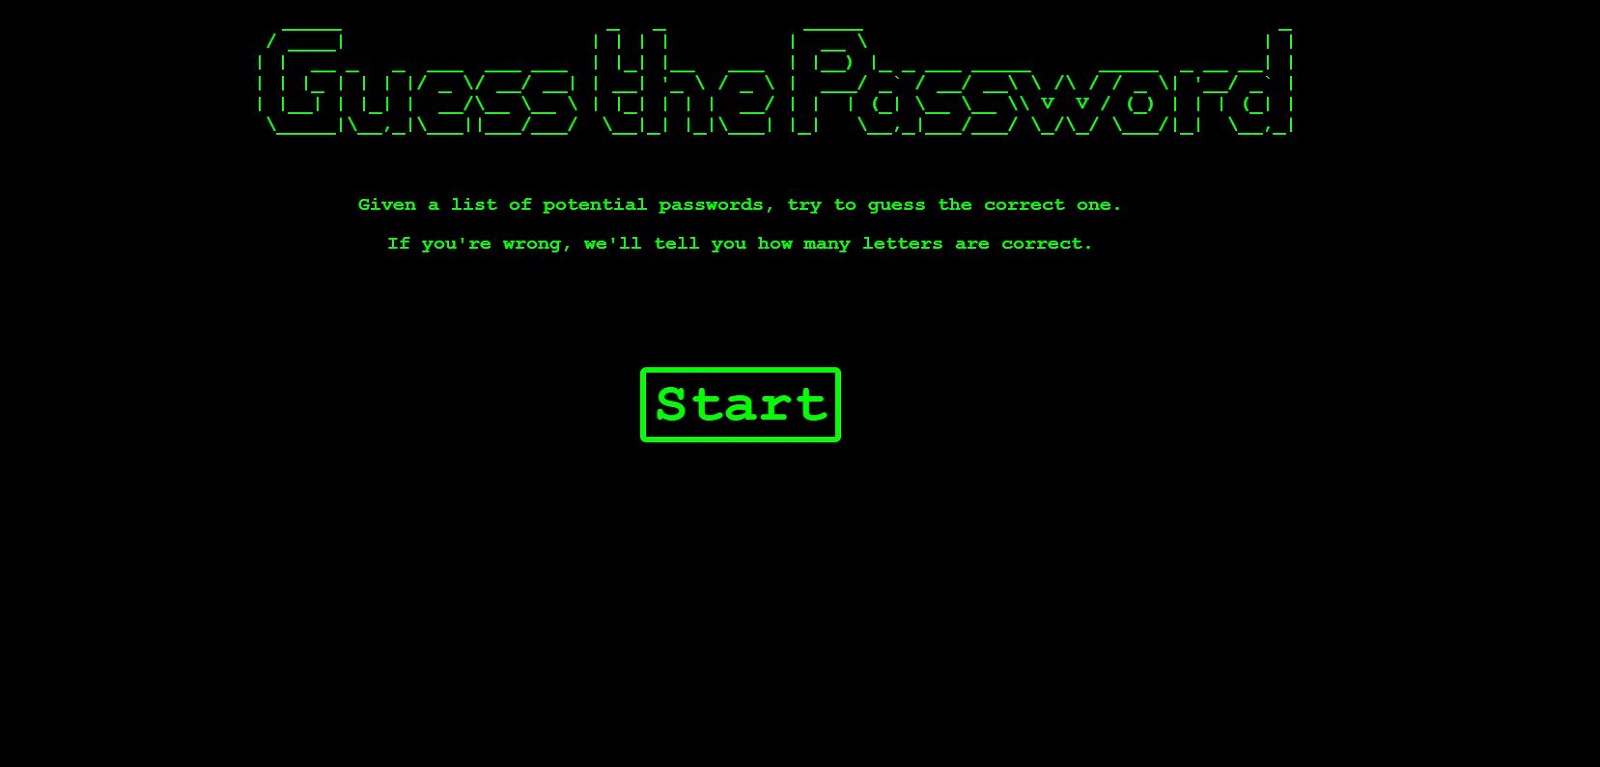 Guess the Password
Given a list of potential passwords, try to guess the correct one.
If you're wrong, we'll tell you how many letters are correct.
Start